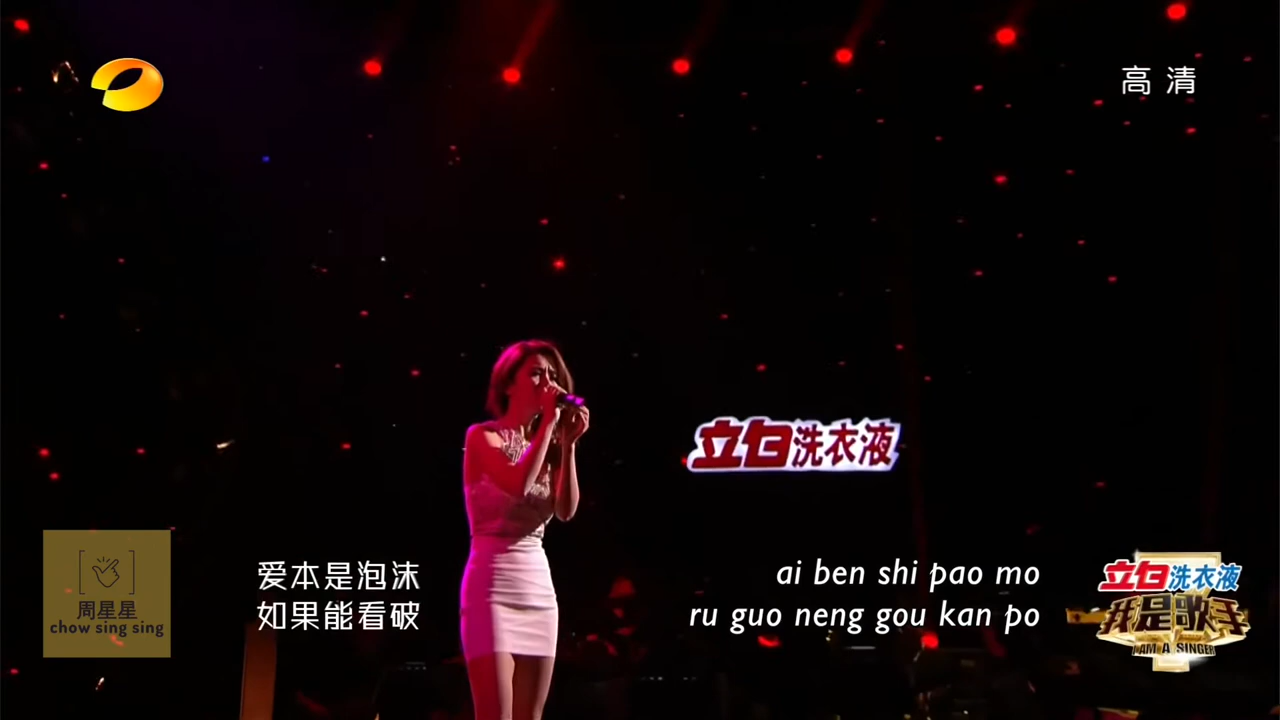 高清
立白洗衣液
周星星
chow sing sing
爱本是泡沫
如果能看破
ai ben shi pao mo
ru guo neng gou kan po
立白洗衣液
我是歌手
I AM A SINGER